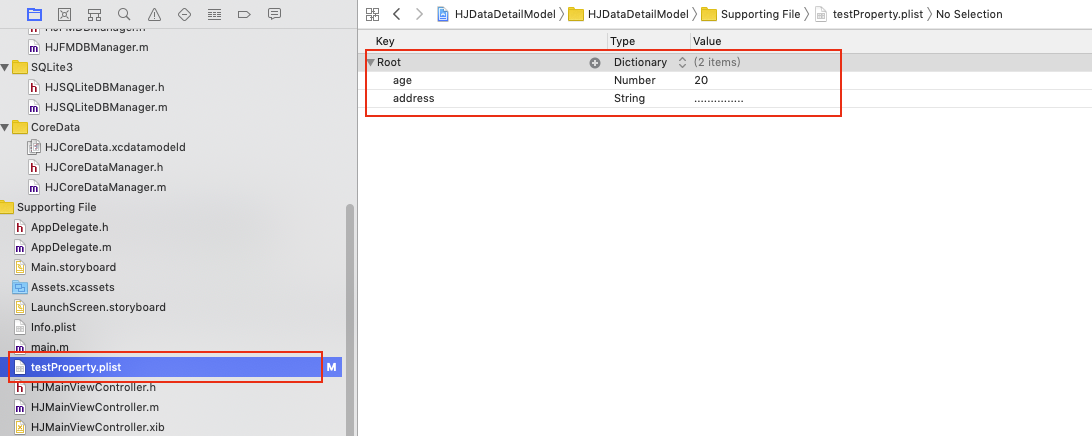 HJFMDBManager.h
HJFMDBManager.m
SQLite3
h HJSQLiteDBManager.h
m HJSQLiteDBManager.m
CoreData
HJCoreData.xcdatamodeld
h HJCoreDataManager.h
m HJCoreDataManager.m
Supporting File
h AppDelegate.h
m AppDelegate.m
Main.storyboard
Assets.xcassets
LaunchScreen.storyboard
Info.plist
m main.m
testProperty.plist M
h HJMainViewController.h
m HJMainViewController.m
HJMainViewController.xib
HJDataDetailModel HJDataDetailModel Supporting File testProperty.plist No Selection
Key Type Value
Root Dictionary (2 items)
age Number 20
address String ...............